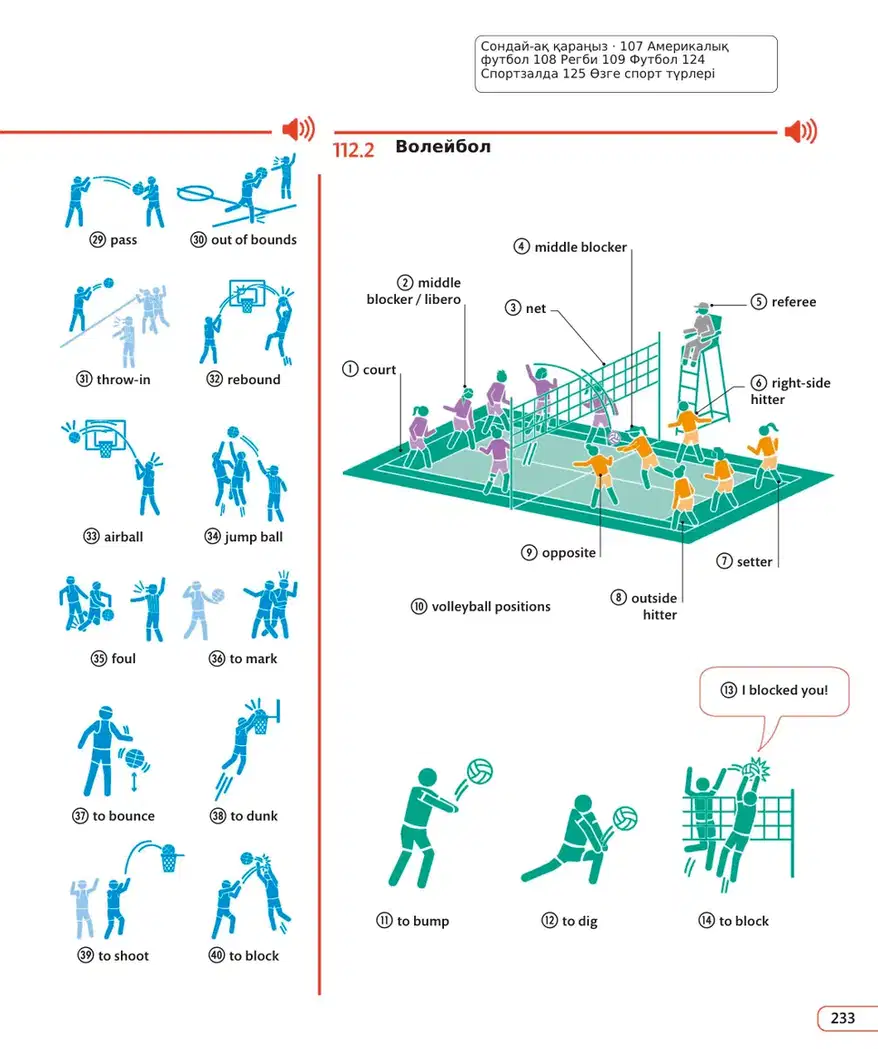 Сондай-ақ қараңыз · 107 Америкалық
футбол 108 Регби 109 Футбол 124
Спортзалда 125 Өзге спорт түрлері
112.2 Волейбол
29 pass
30 out of bounds
31 throw-in
32 rebound
33 airball
34 jump ball
35 foul
36 to mark
37 to bounce
38 to dunk
39 to shoot
40 to block
4 middle blocker
2 middle
blocker / libero
3 net
5 referee
1 court
6 right-side
hitter
9 opposite
7 setter
8 outside
hitter
10 volleyball positions
13 I blocked you!
11 to bump
12 to dig
14 to block
233